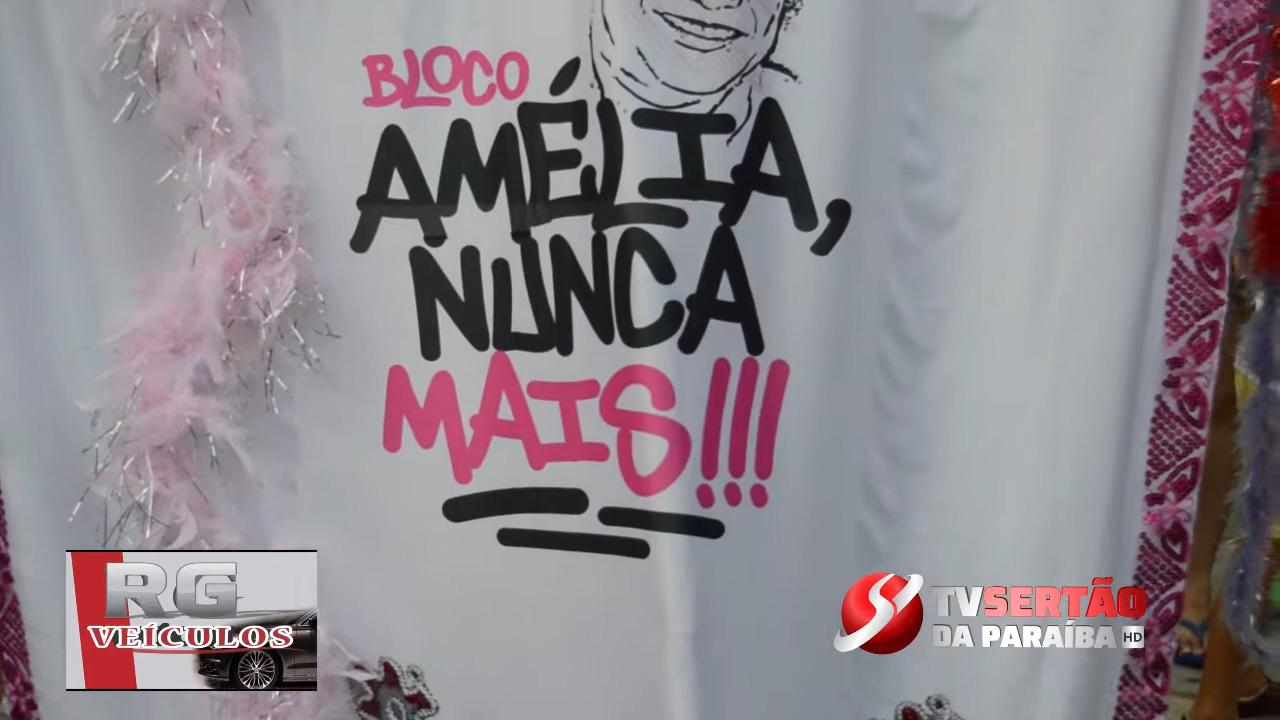 BLOCO
AMÉLIA,
NUNCA
MAIS!!!
RG
VEÍCULOS
TVSERTÃO
DA PARAÍBA HD